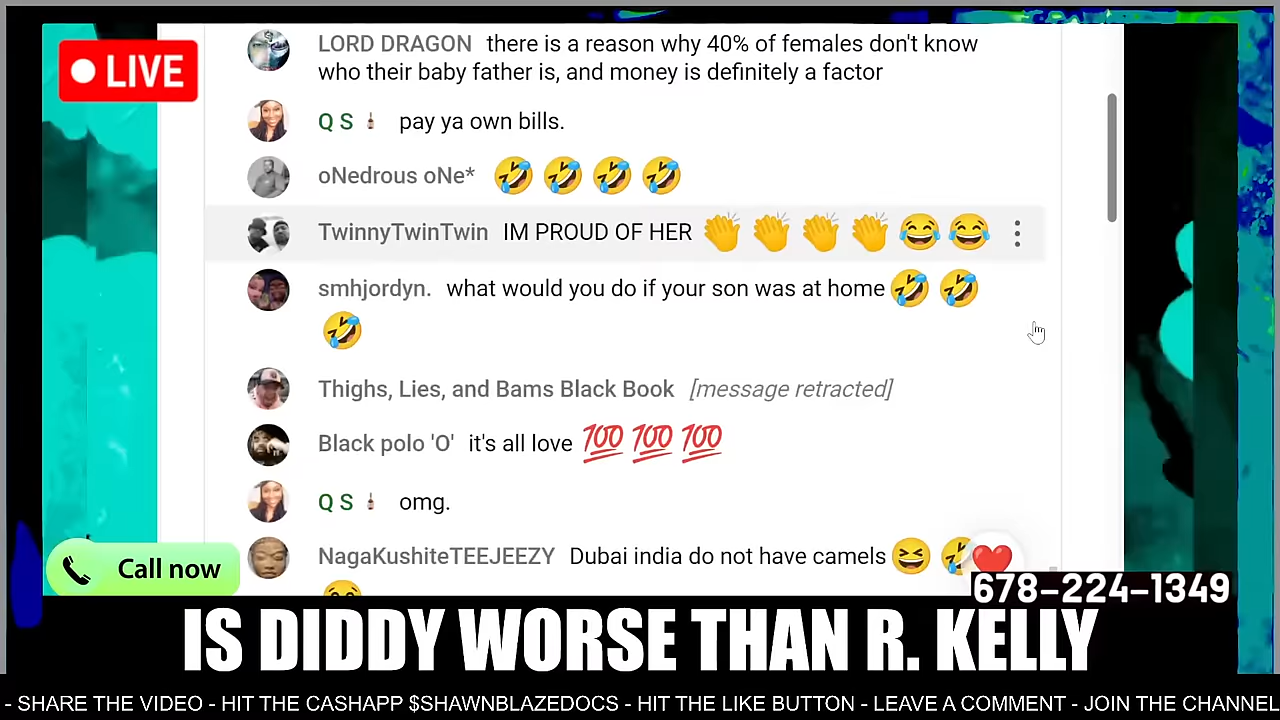 LIVE
LORD DRAGON there is a reason why 40% of females don't know
who their baby father is, and money is definitely a factor
Q S pay ya own bills.
oNedrous oNe* 🤣 🤣 🤣 🤣
TwinnyTwinTwin IM PROUD OF HER 👏 👏 👏 👏 😂 😂
smhjordyn. what would you do if your son was at home 🤣 🤣
🤣
Thighs, Lies, and Bams Black Book [message retracted]
Black polo 'O' it's all love 💯 💯 💯
Q S omg.
NagaKushiteTEEJEEZY Dubai india do not have camels 😆 🤣
Call now
678-224-1349
IS DIDDY WORSE THAN R. KELLY
- SHARE THE VIDEO - HIT THE CASHAPP $SHAWNBLAZEDOCS - HIT THE LIKE BUTTON - LEAVE A COMMENT - JOIN THE CHANNEL